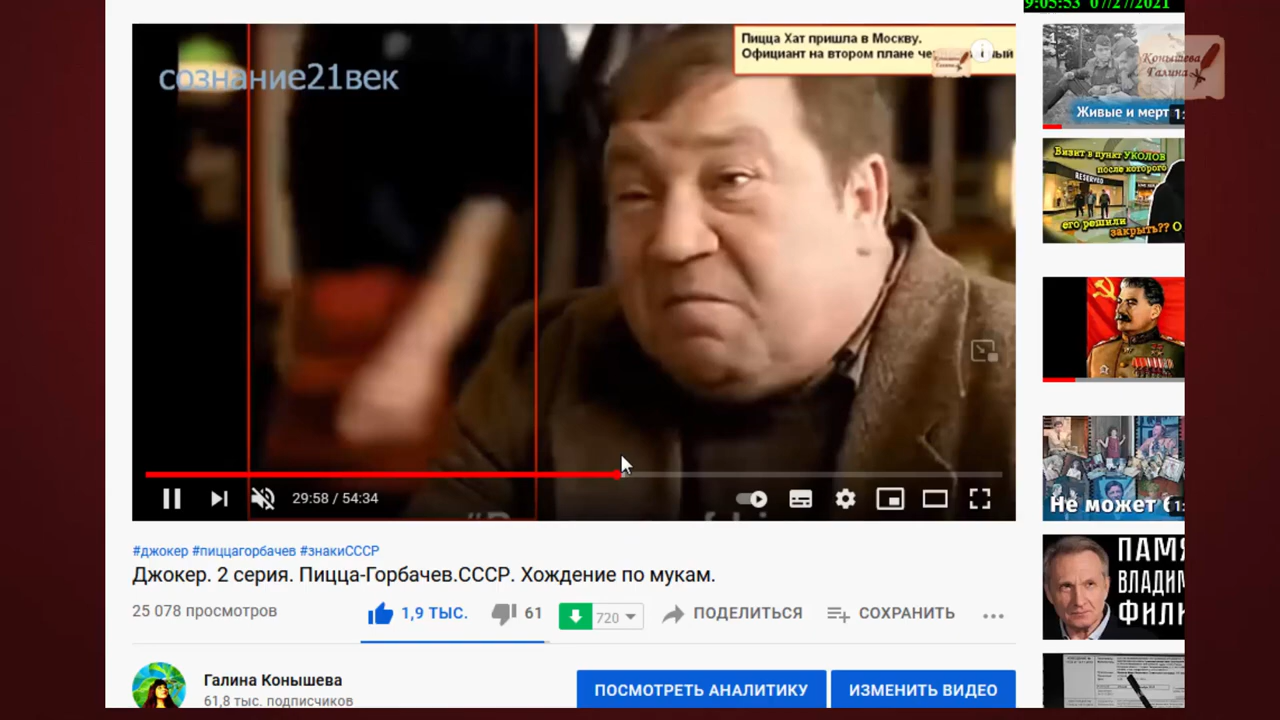 9:05:53 07/27/2021
Пицца Хат пришла в Москву.
Официант на втором плане че
ный
сознание21век
Конышева
Галина
Живые и мерт
Визит в пункт УКОЛОВ
после которого
RESERVED
его решили
закрыть?? О
29:58 / 54:34
Не может
#джокер #пиццагорбачев #знакиСССР
Джокер. 2 серия. Пицца-Горбачев.СССР. Хождение по мукам.
25 078 просмотров
1,9 ТЫС.
61
720
ПОДЕЛИТЬСЯ
СОХРАНИТЬ
ПАМЯ
ВЛАДИМ
ФИЛИ
Галина Конышева
61,8 тыс. подписчиков
ПОСМОТРЕТЬ АНАЛИТИКУ
ИЗМЕНИТЬ ВИДЕО